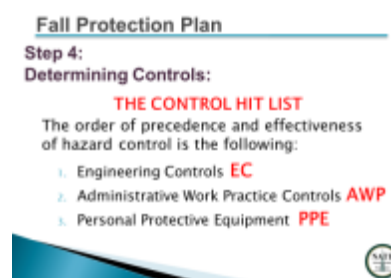 Fall Protection Plan
Step 4:
Determining Controls:
THE CONTROL HIT LIST
The order of precedence and effectiveness
of hazard control is the following:
1. Engineering Controls EC
2. Administrative Work Practice Controls AWP
3. Personal Protective Equipment PPE